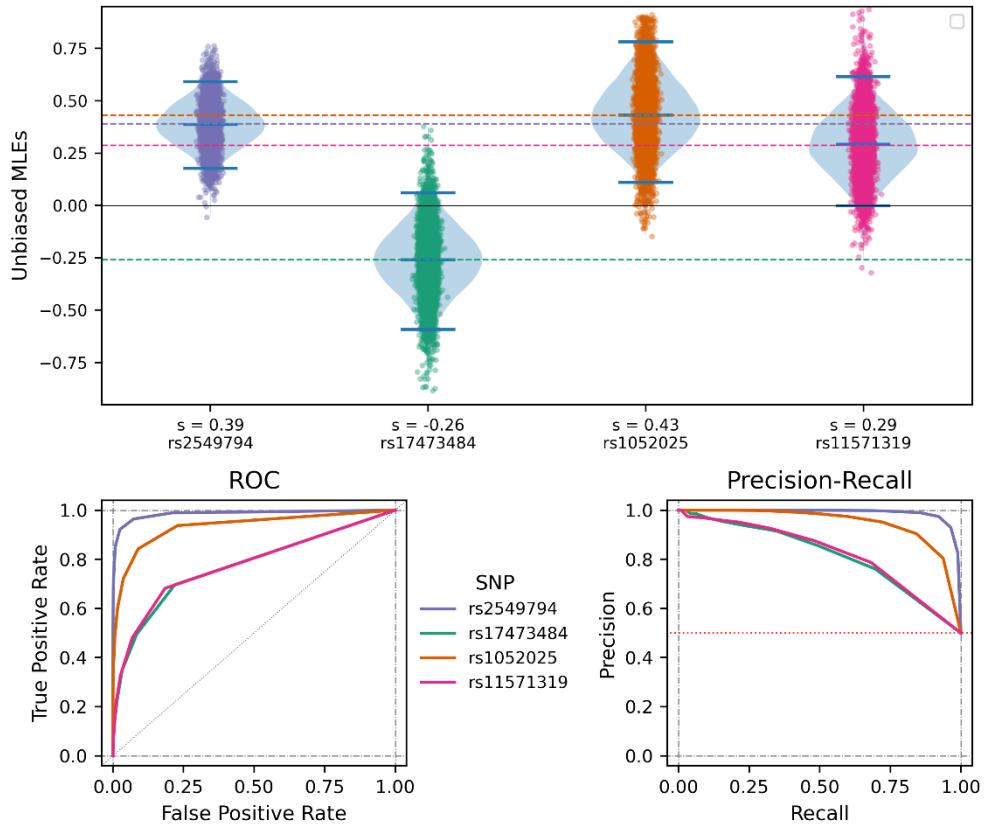 Unbiased MLEs
0.75
0.50
0.25
0.00
−0.25
−0.50
−0.75
s = 0.39
rs2549794
s = -0.26
rs17473484
s = 0.43
rs1052025
s = 0.29
rs11571319
ROC
True Positive Rate
1.0
0.8
0.6
0.4
0.2
0.0
0.00 0.25 0.50 0.75 1.00
False Positive Rate
SNP
rs2549794
rs17473484
rs1052025
rs11571319
Precision-Recall
Precision
1.0
0.8
0.6
0.4
0.2
0.0
0.00 0.25 0.50 0.75 1.00
Recall